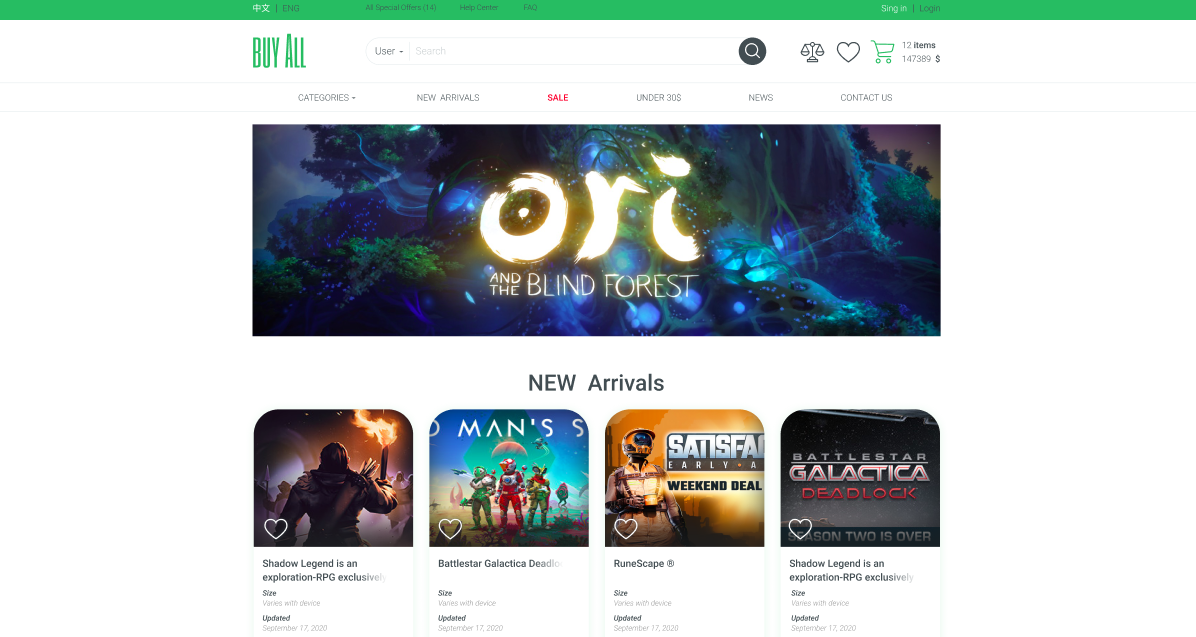 中文 | ENG
All Special Offers (14)
Help Center
FAQ
Sing in | Login
BUY ALL
User
Search
12 items
147389 $
CATEGORIES
NEW ARRIVALS
SALE
UNDER 30$
NEWS
CONTACT US
ori
AND THE BLIND FOREST
NEW Arrivals
MAN'S S
SATISFA
EARLY
WEEKEND DEAL
BATTLESTAR
GALACTICA
DEADLOCK
SEASON TWO IS OVER
Shadow Legend is an
exploration-RPG exclusively
Size
Varies with device
Updated
September 17, 2020
Battlestar Galactica Deadlo
Size
Varies with device
Updated
September 17, 2020
RuneScape ®
Size
Varies with device
Updated
September 17, 2020
Shadow Legend is an
exploration-RPG exclusively
Size
Varies with device
Updated
September 17, 2020